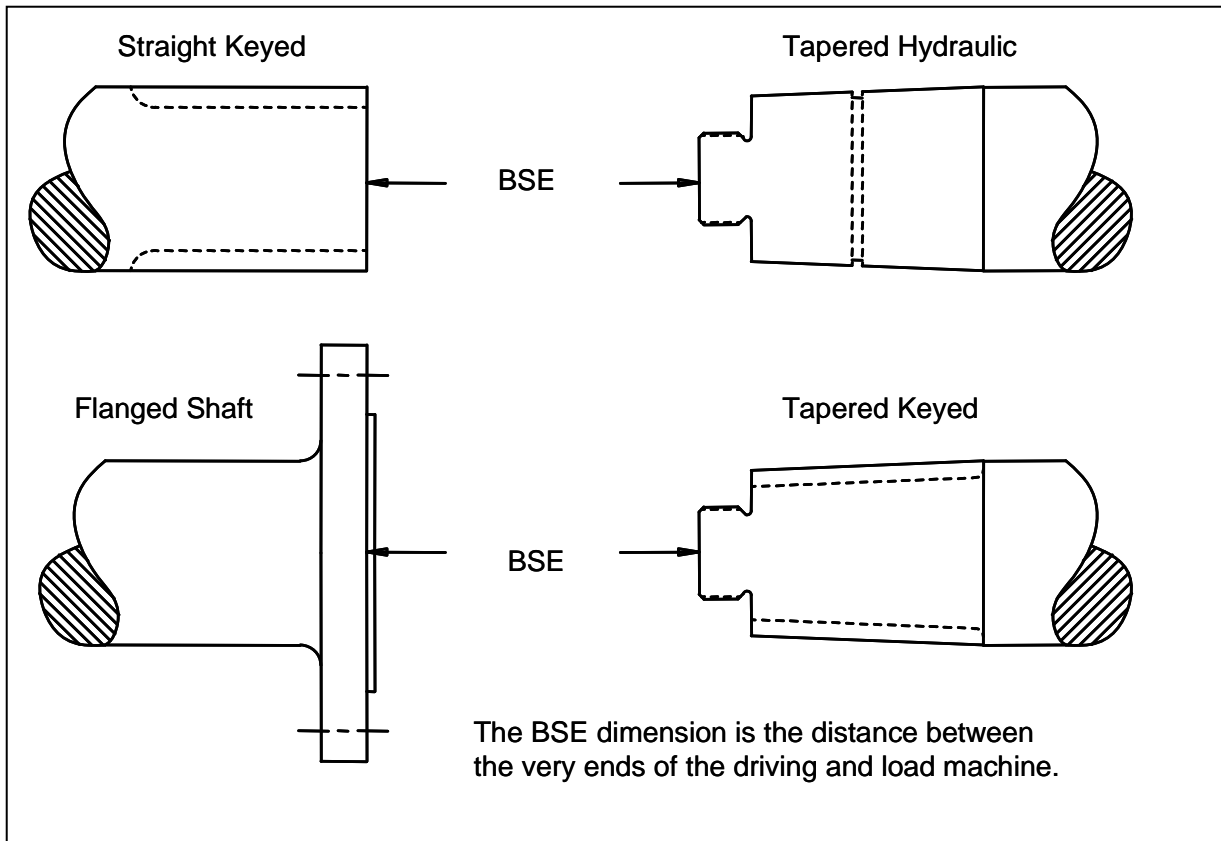 Straight Keyed
Tapered Hydraulic
BSE
Flanged Shaft
Tapered Keyed
BSE
The BSE dimension is the distance between
the very ends of the driving and load machine.